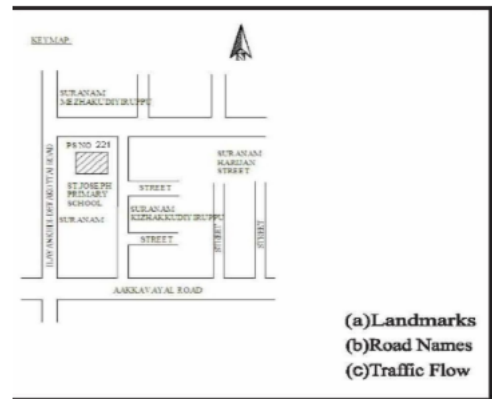 KEYMAP
N
SURANAM
MEZHAKUDIYIRUPPU
PS NO 221
SURANAM
HARIJAN
STREET
ST.JOSEPH
PRIMARY
SCHOOL
STREET
SURANAM
SURANAM
KIZHAKKUDIYIRUPPU
STREET
STREET
STREET
AAKKAVAYAL ROAD
(a)Landmarks
(b)Road Names
(c)Traffic Flow